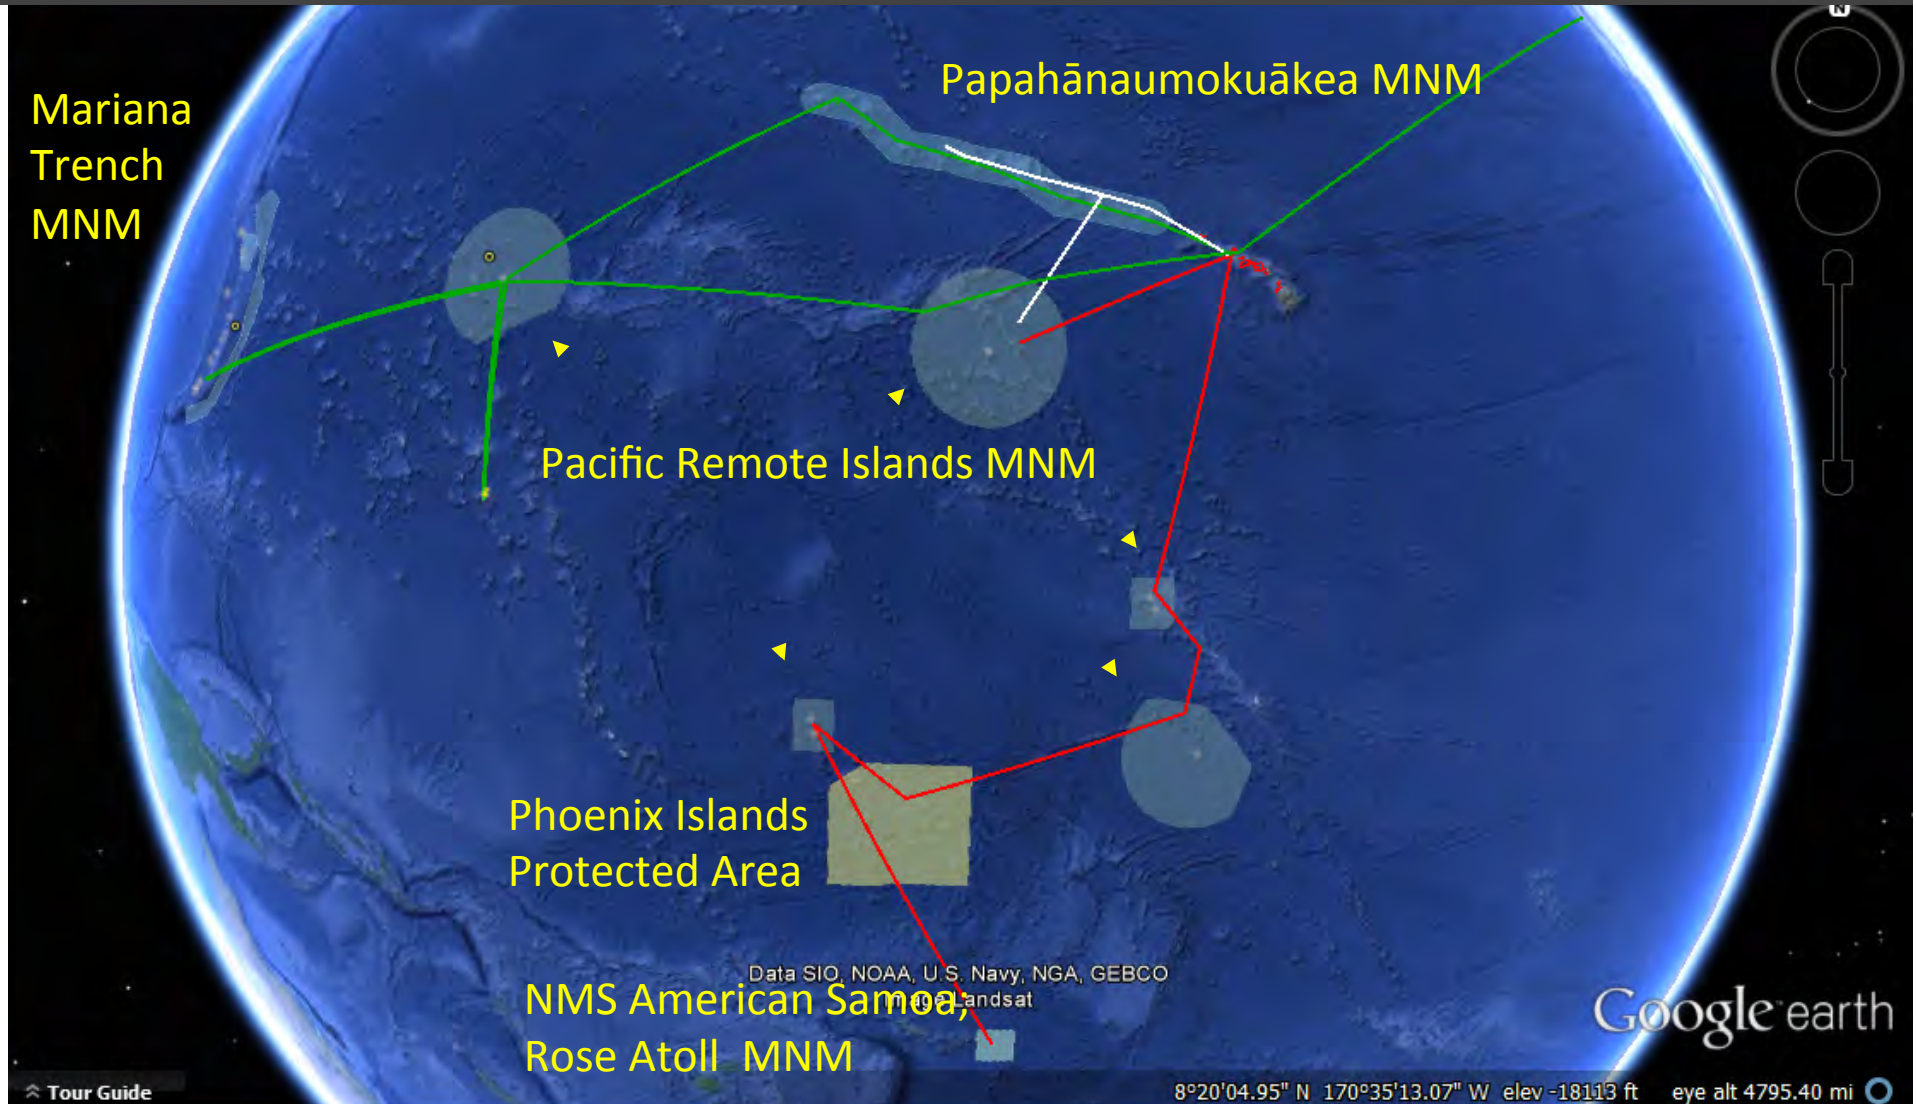 N
Papahānaumokuākea MNM
Mariana
Trench
MNM
Pacific Remote Islands MNM
Phoenix Islands
Protected Area
Data SIO, NOAA, U.S. Navy, NGA, GEBCO
Image Landsat
NMS American Samoa,
Rose Atoll MNM
Google earth
Tour Guide
8°20'04.95" N 170°35'13.07" W elev -18113 ft eye alt 4795.40 mi